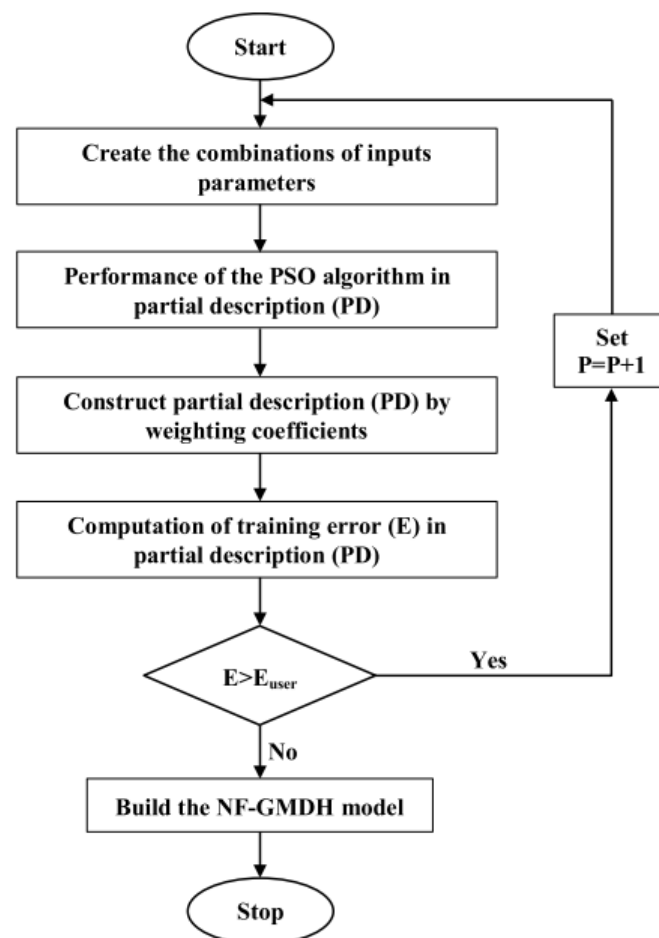 Start
Create the combinations of inputs
parameters
Performance of the PSO algorithm in
partial description (PD)
Set
P=P+1
Construct partial description (PD) by
weighting coefficients
Computation of training error (E) in
partial description (PD)
E>Euser
Yes
No
Build the NF-GMDH model
Stop